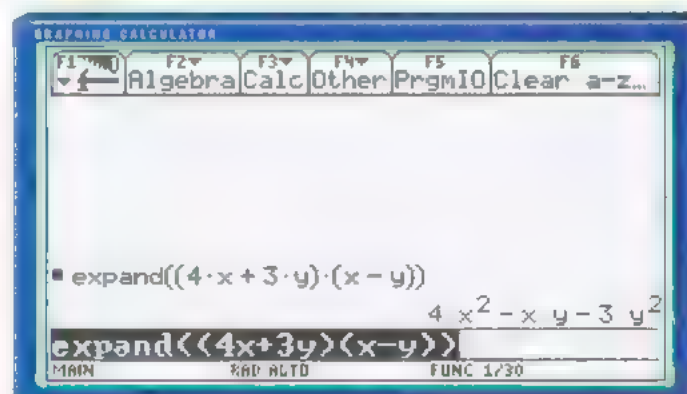 GRAPHING CALCULATOR
F1 F2 F3 F4 F5 F6
Algebra Calc Other PrgmIO Clear a-z…
expand((4·x + 3·y)·(x − y))
4 x² − x y − 3 y²
expand((4x+3y)(x-y))
MAIN RAD AUTO FUNC 1/30